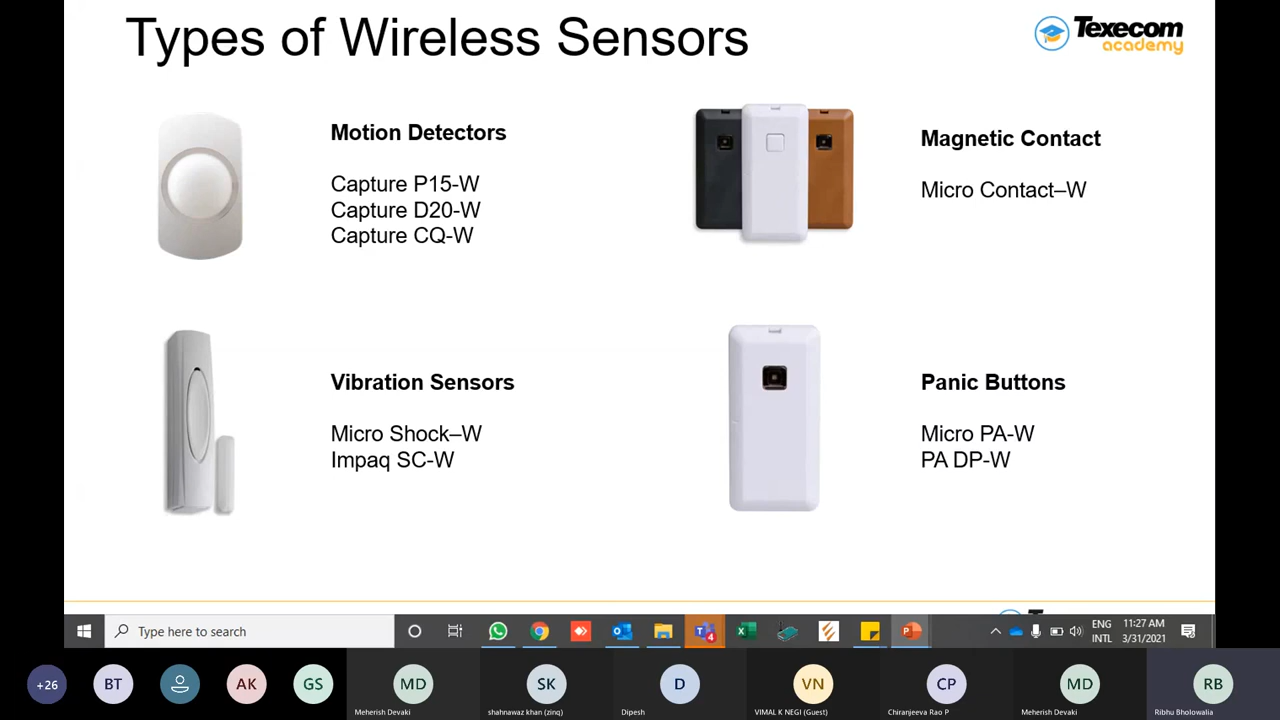 Types of Wireless Sensors
Texecom
academy
Motion Detectors
Capture P15-W
Capture D20-W
Capture CQ-W
Magnetic Contact
Micro Contact–W
Vibration Sensors
Micro Shock–W
Impaq SC-W
Panic Buttons
Micro PA-W
PA DP-W
Type here to search
4
ENG
INTL
11:27 AM
3/31/2021
+26
BT
AK
GS
MD
Meherish Devaki
SK
shahnawaz khan (zinq)
D
Dipesh
VN
VIMAL K NEGI (Guest)
CP
Chiranjeeva Rao P
MD
Meherish Devaki
RB
Ribhu Bholowalia